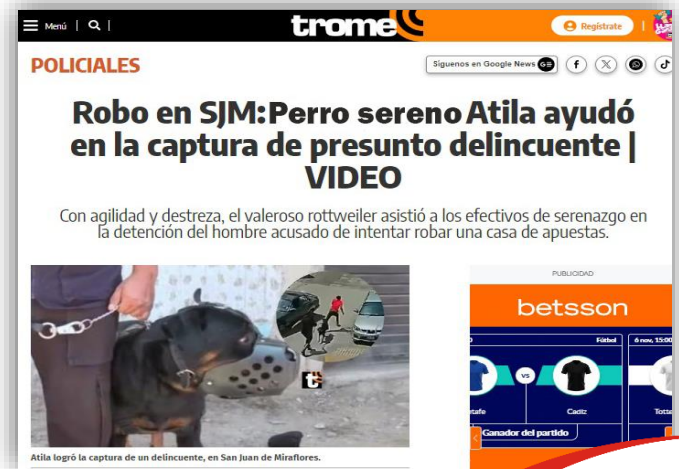 Menú
trome
Regístrate
POLICIALES
Síguenos en Google News
Robo en SJM:Perro sereno Atila ayudó
en la captura de presunto delincuente |
VIDEO
Con agilidad y destreza, el valeroso rottweiler asistió a los efectivos de serenazgo en
la detención del hombre acusado de intentar robar una casa de apuestas.
PUBLICIDAD
betsson
Fútbol
6 nov, 15:00
VS
tafe
Cadiz
Totte
Ganador del partido
Atila logró la captura de un delincuente, en San Juan de Miraflores.